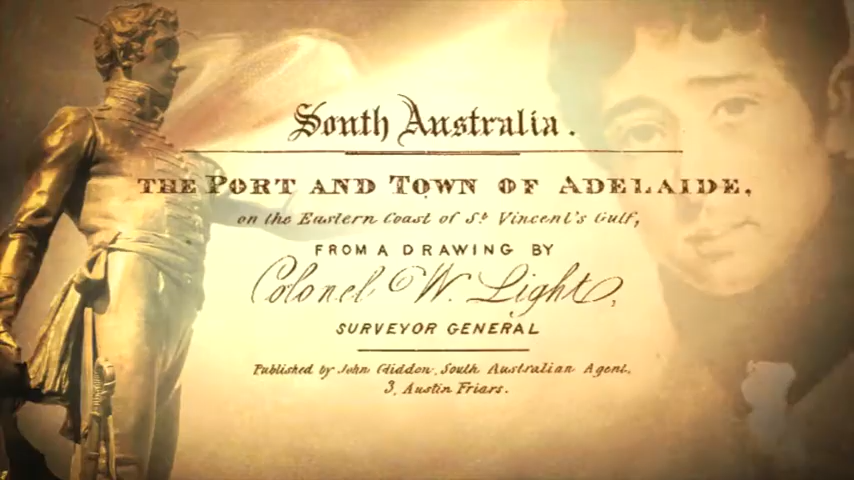 South Australia.
THE PORT AND TOWN OF ADELAIDE,
on the Eastern Coast of St. Vincent's Gulf,
FROM A DRAWING BY
Colonel W. Light,
SURVEYOR GENERAL
Published by John Gliddon, South Australian Agent,
3, Austin Friars.